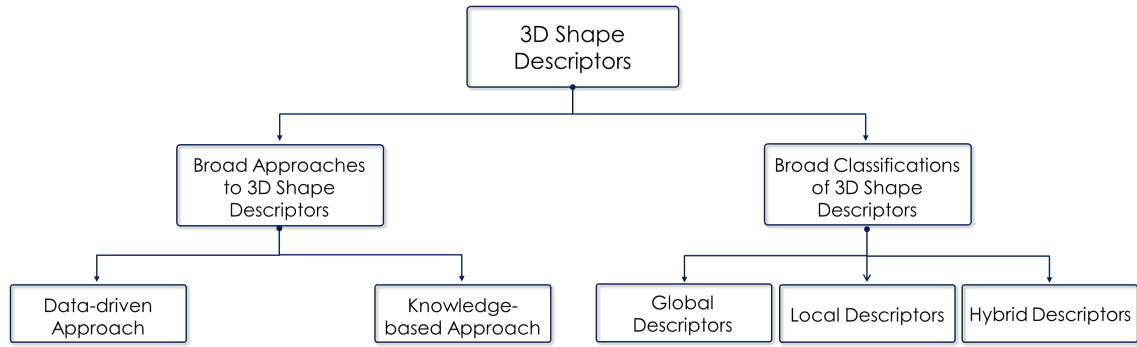 3D Shape
Descriptors
Broad Approaches
to 3D Shape
Descriptors
Broad Classifications
of 3D Shape
Descriptors
Data-driven
Approach
Knowledge-
based Approach
Global
Descriptors
Local Descriptors
Hybrid Descriptors